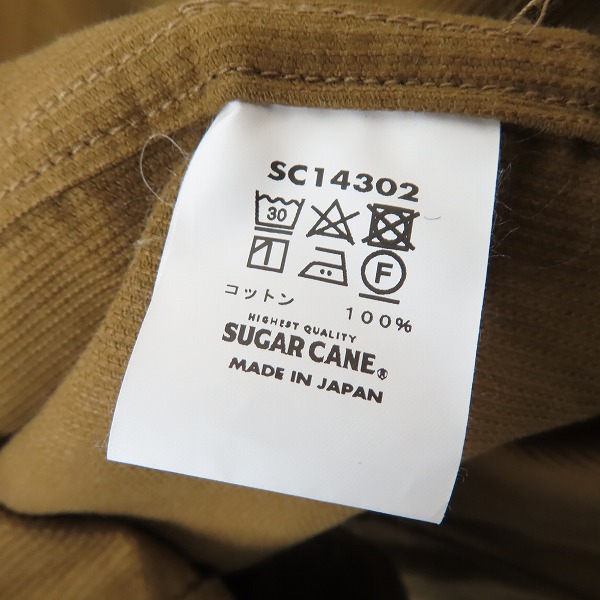 SC14302
30
F
コットン 100%
HIGHEST QUALITY
SUGAR CANE®
MADE IN JAPAN